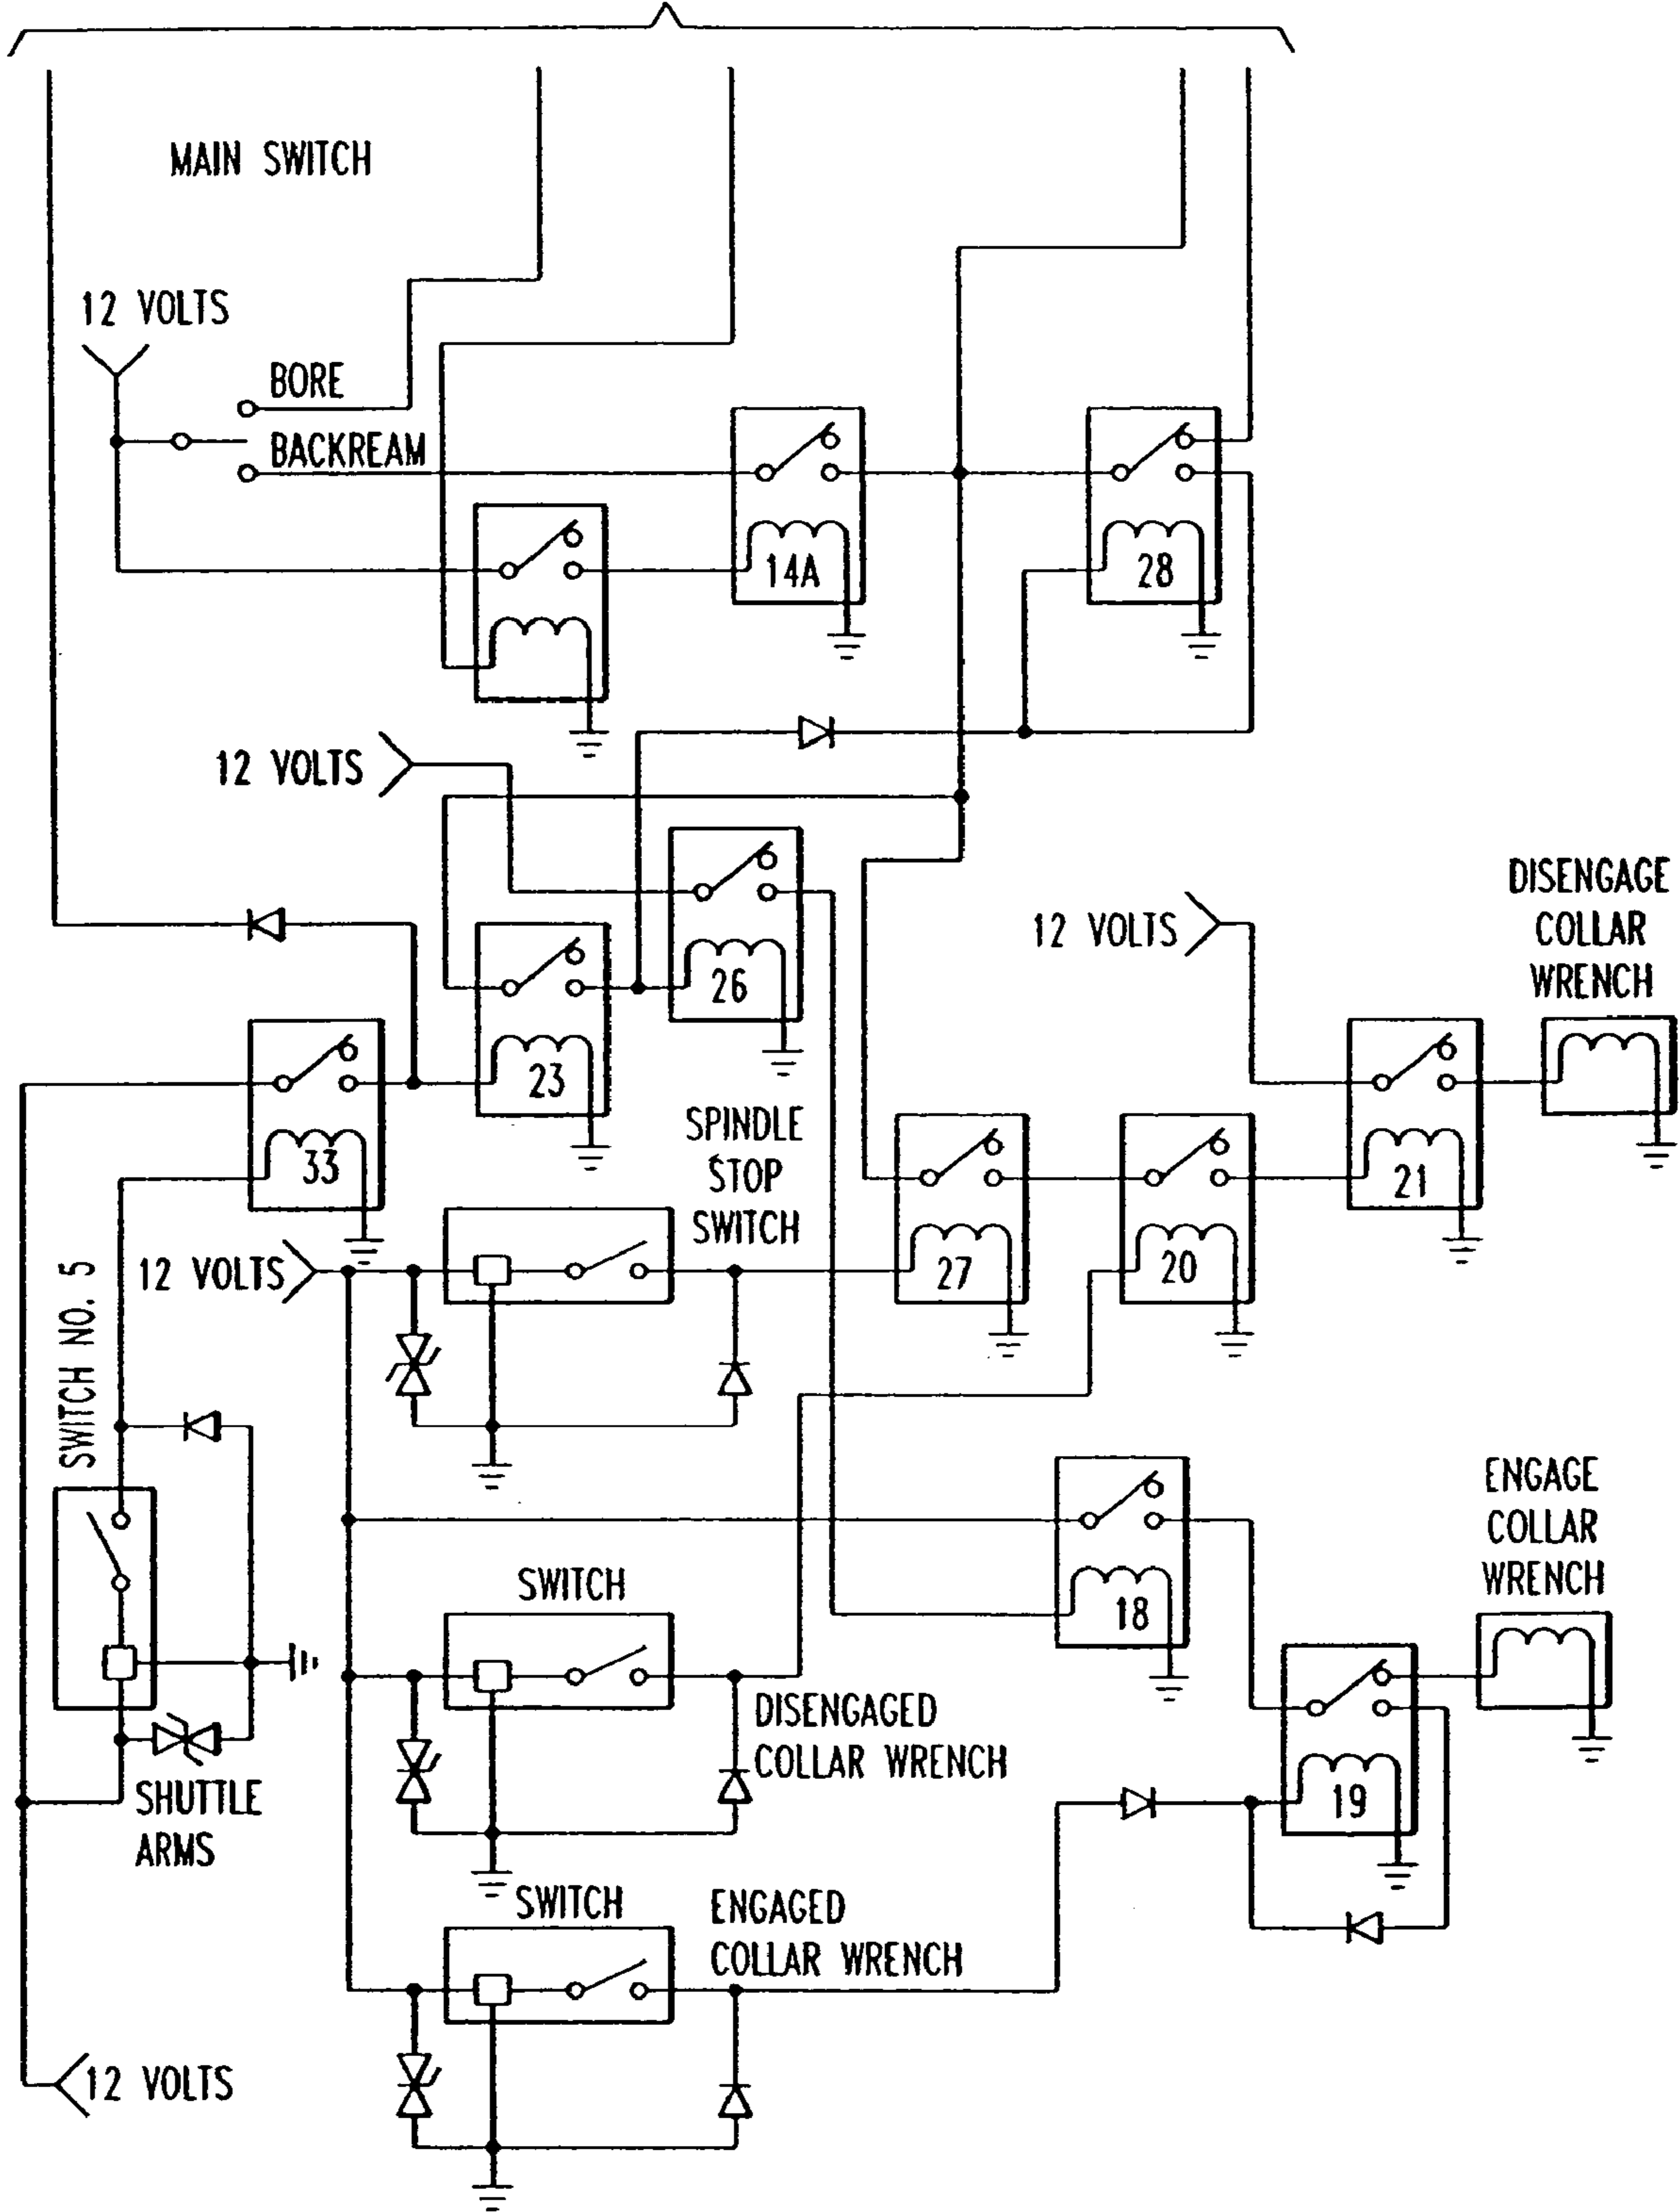 MAIN SWITCH
12 VOLTS
BORE
BACKREAM
14A
28
12 VOLTS
26
23
33
12 VOLTS
DISENGAGE
COLLAR
WRENCH
21
SPINDLE
STOP
SWITCH
27
20
12 VOLTS
SWITCH NO. 5
SHUTTLE
ARMS
18
ENGAGE
COLLAR
WRENCH
19
SWITCH
DISENGAGED
COLLAR WRENCH
SWITCH
ENGAGED
COLLAR WRENCH
12 VOLTS